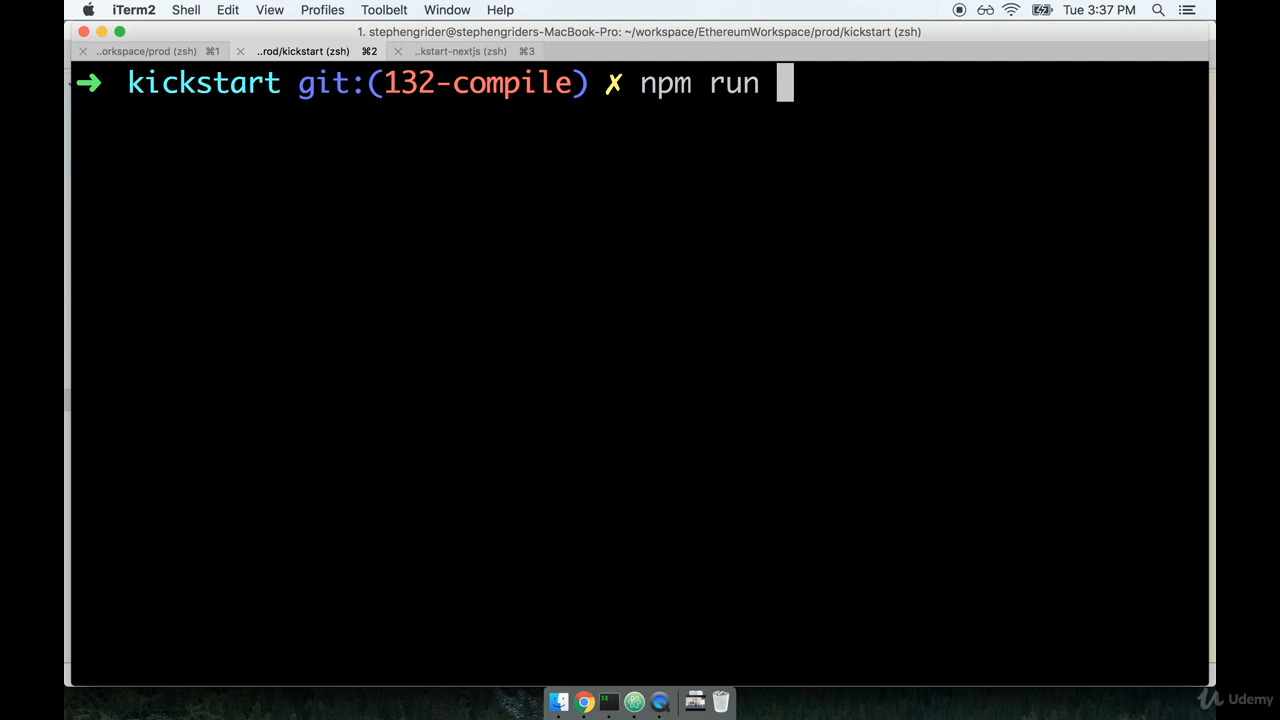 iTerm2 Shell Edit View Profiles Toolbelt Window Help Tue 3:37 PM
1. stephengrider@stephengriders-MacBook-Pro: ~/workspace/EthereumWorkspace/prod/kickstart (zsh)
..orkspace/prod (zsh) ⌘1 ..rod/kickstart (zsh) ⌘2 ..kstart-nextjs (zsh) ⌘3
➜ kickstart git:(132-compile) ✗ npm run
Udemy